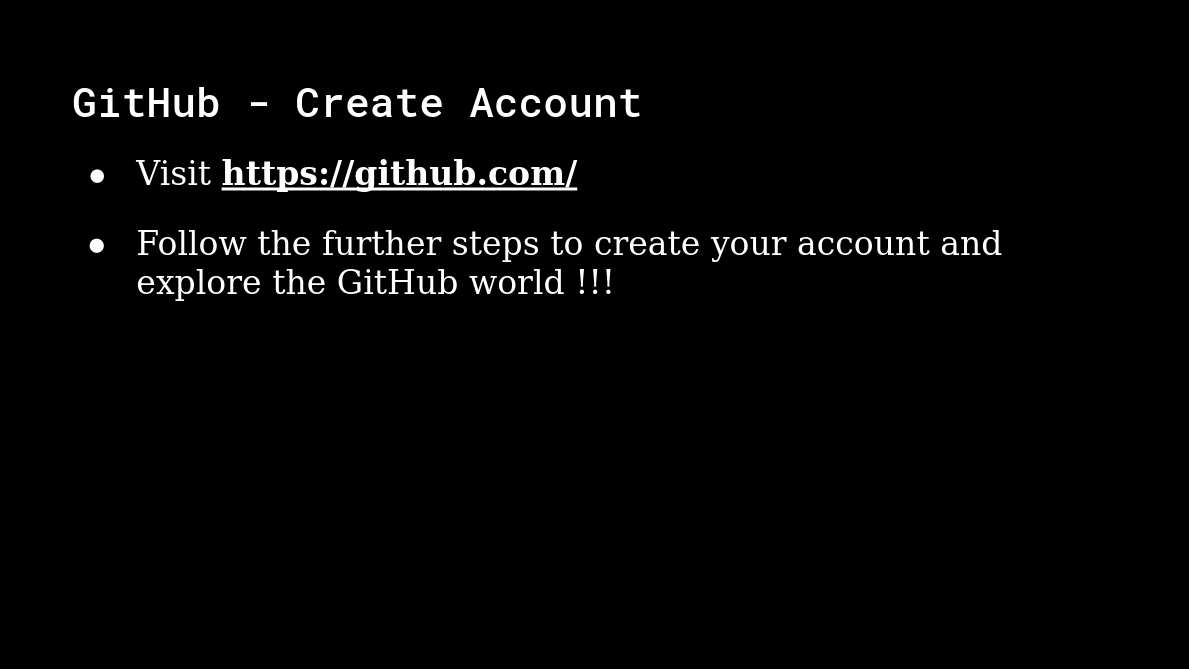 GitHub – Create Account
● Visit https://github.com/
● Follow the further steps to create your account and
explore the GitHub world !!!